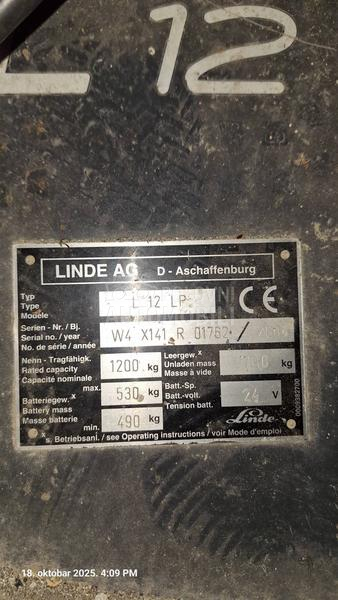 L 12
LINDE AG D - Aschaffenburg
Typ
Type
Modèle
L 12 LP
CE
Serien - Nr. / Bj.
Serial no. / year
No. de série / année
W4 X141 R 01762 /
Nenn - Tragfähigk.
Rated capacity
Capacité nominale
1200 kg
Leergew. x
Unladen mass
Masse à vide
kg
Batteriegew. x
Battery mass
Masse batterie
max. 530 kg
min. 490 kg
Batt.-Sp.
Batt.-volt.
Tension batt.
24 V
Linde
0009382700
s. Betriebsanl. / see Operating instructions / voir Mode d'emploi
18. oktobar 2025. 4:09 PM